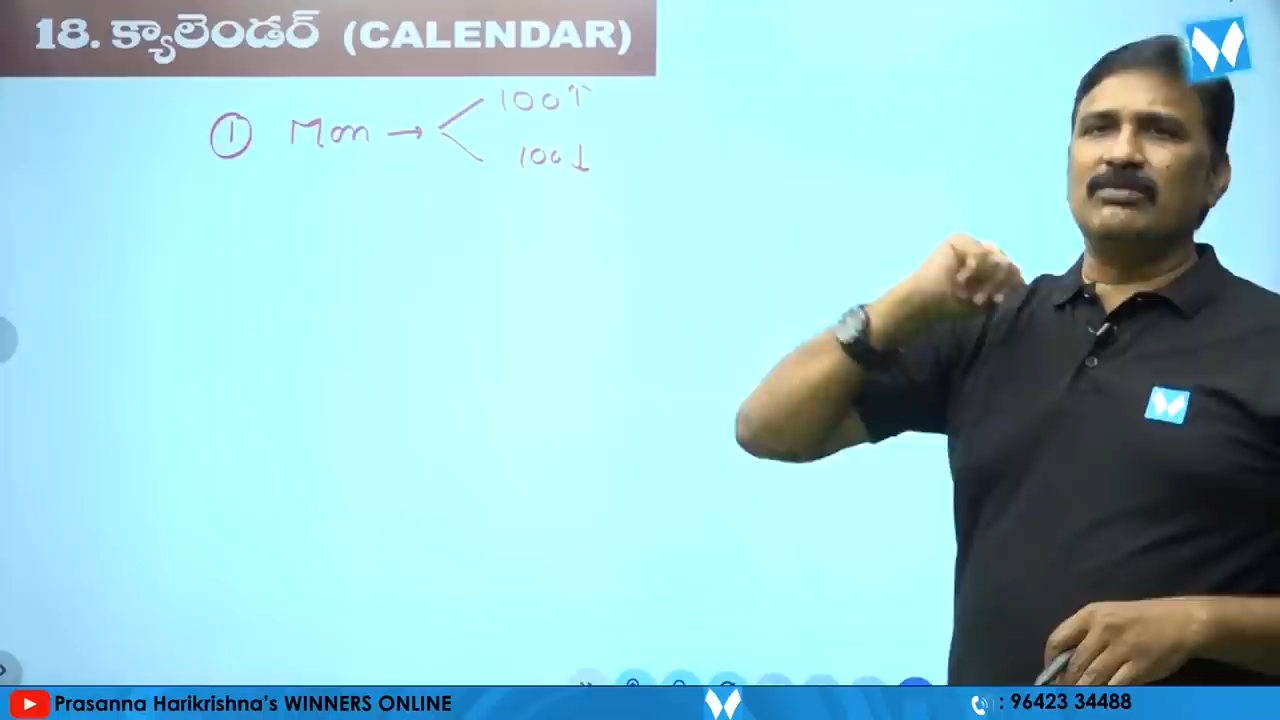 18. క్యాలెండర్ (CALENDAR)
① Mon → 100↑
100↓
Prasanna Harikrishna's WINNERS ONLINE
: 96423 34488